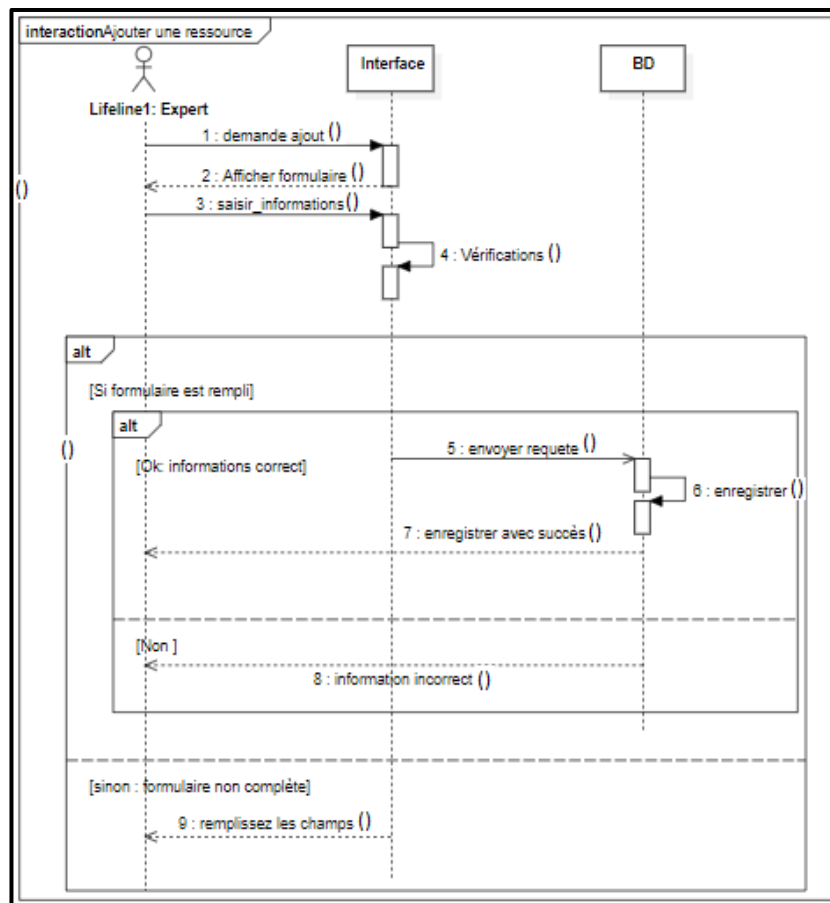 interactionAjouter une ressource
Interface
BD
Lifeline1: Expert
1 : demande ajout ()
2 : Afficher formulaire ()
()
3 : saisir_informations()
4 : Vérifications ()
alt
[Si formulaire est rempli]
alt
()
[Ok: informations correct]
5 : envoyer requete ()
6 : enregistrer ()
7 : enregistrer avec succès ()
[Non ]
8 : information incorrect ()
[sinon : formulaire non complète]
9 : remplissez les champs ()